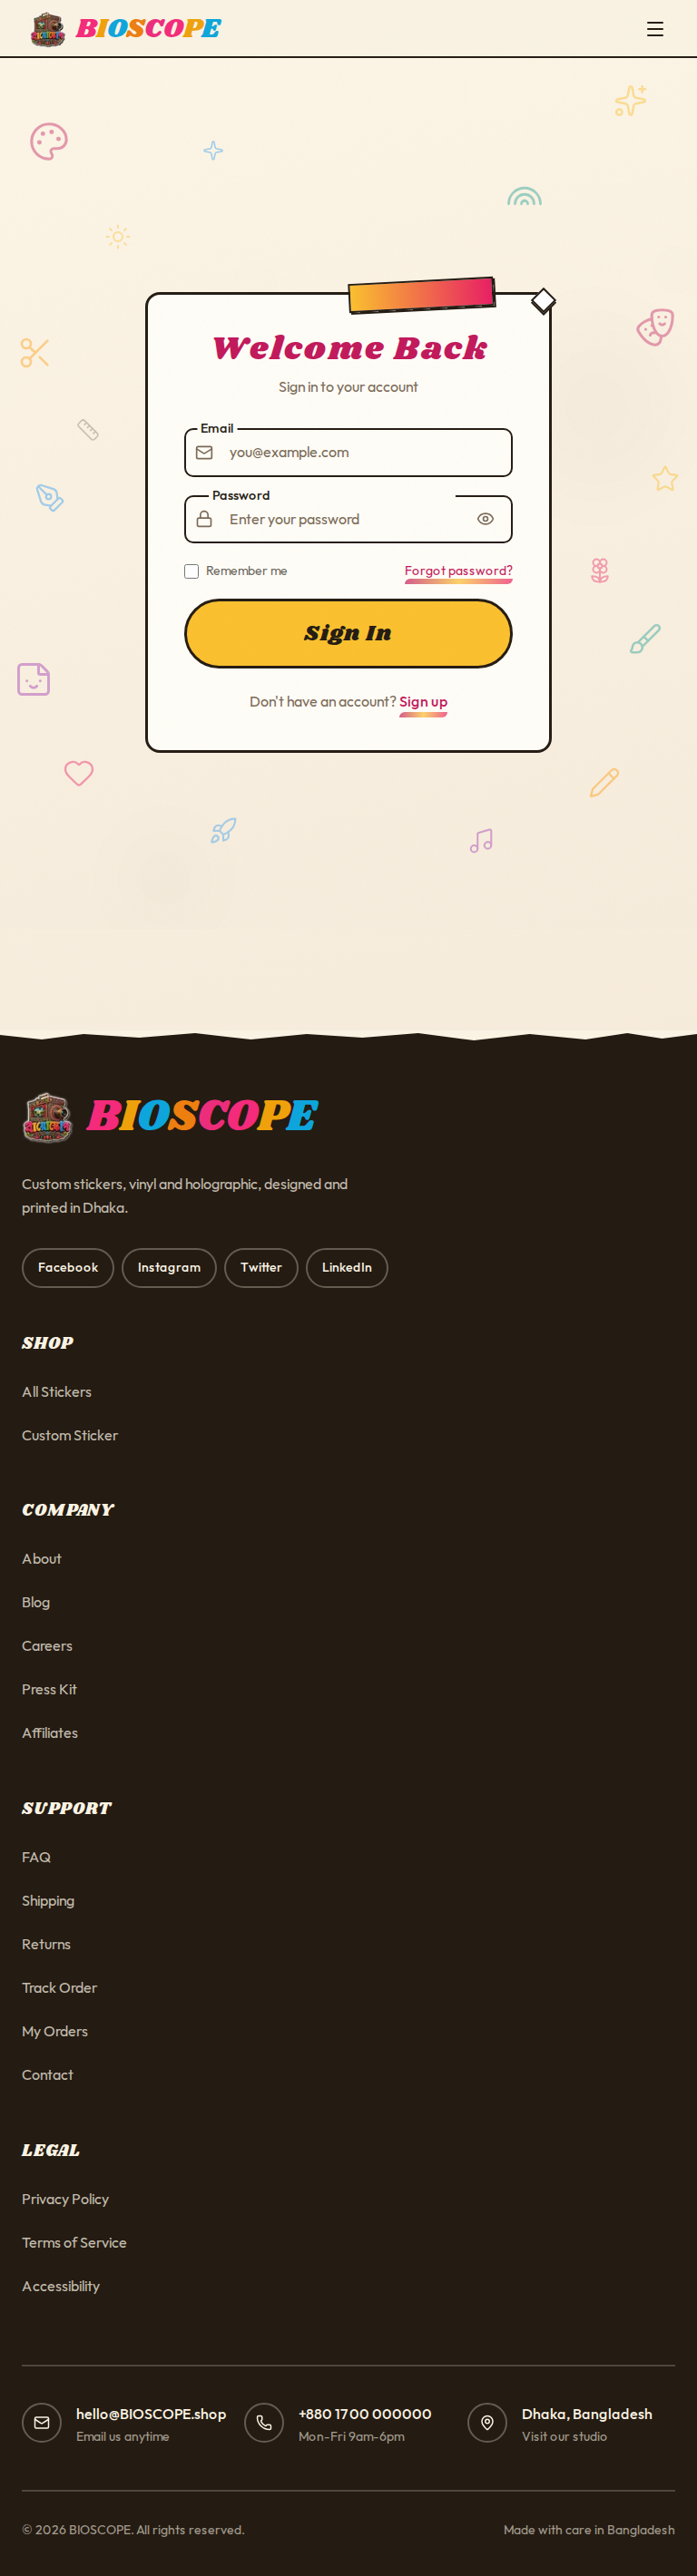 BIOSCOPE
Welcome Back
Sign in to your account
Email
you@example.com
Password
Enter your password
Remember me
Forgot password?
Sign In
Don't have an account? Sign up
BIOSCOPE
Custom stickers, vinyl and holographic, designed and
printed in Dhaka.
Facebook
Instagram
Twitter
LinkedIn
SHOP
All Stickers
Custom Sticker
COMPANY
About
Blog
Careers
Press Kit
Affiliates
SUPPORT
FAQ
Shipping
Returns
Track Order
My Orders
Contact
LEGAL
Privacy Policy
Terms of Service
Accessibility
hello@BIOSCOPE.shop
Email us anytime
+880 1700 000000
Mon-Fri 9am-6pm
Dhaka, Bangladesh
Visit our studio
© 2026 BIOSCOPE. All rights reserved.
Made with care in Bangladesh